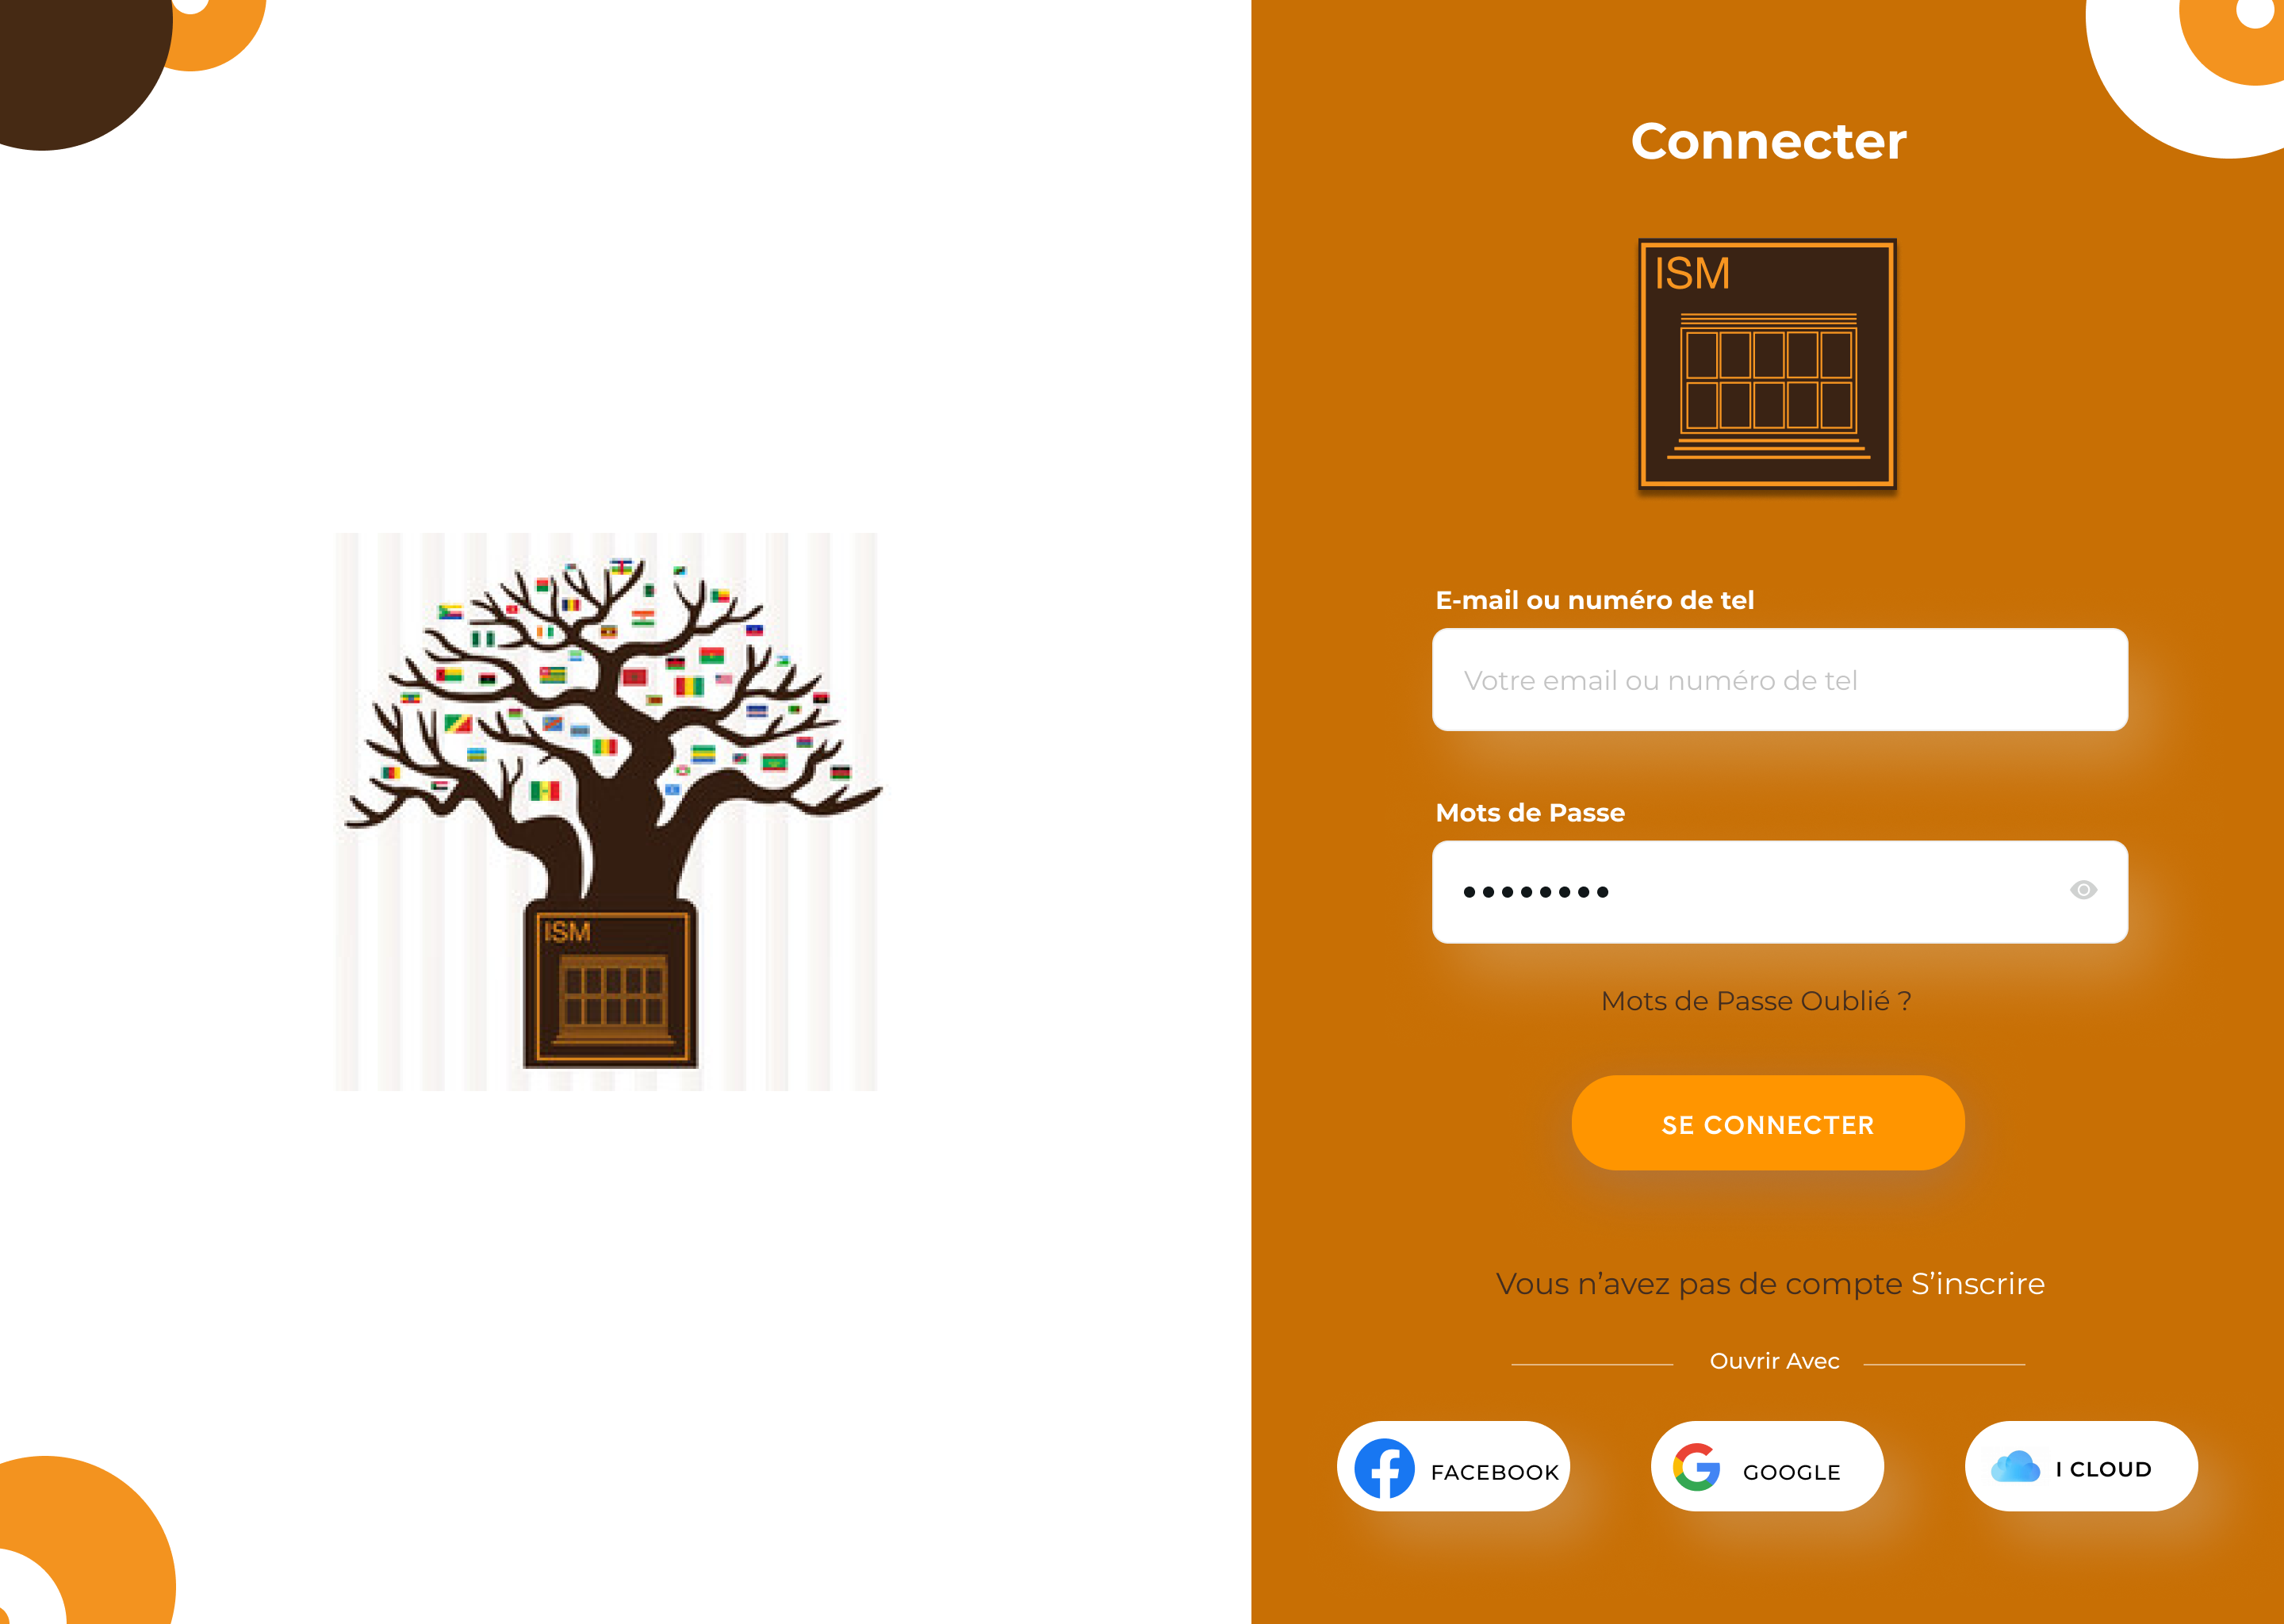 Connecter
ISM
E-mail ou numéro de tel
Votre email ou numéro de tel
Mots de Passe
Mots de Passe Oublié ?
SE CONNECTER
Vous n’avez pas de compte S’inscrire
Ouvrir Avec
FACEBOOK
GOOGLE
I CLOUD
ISM